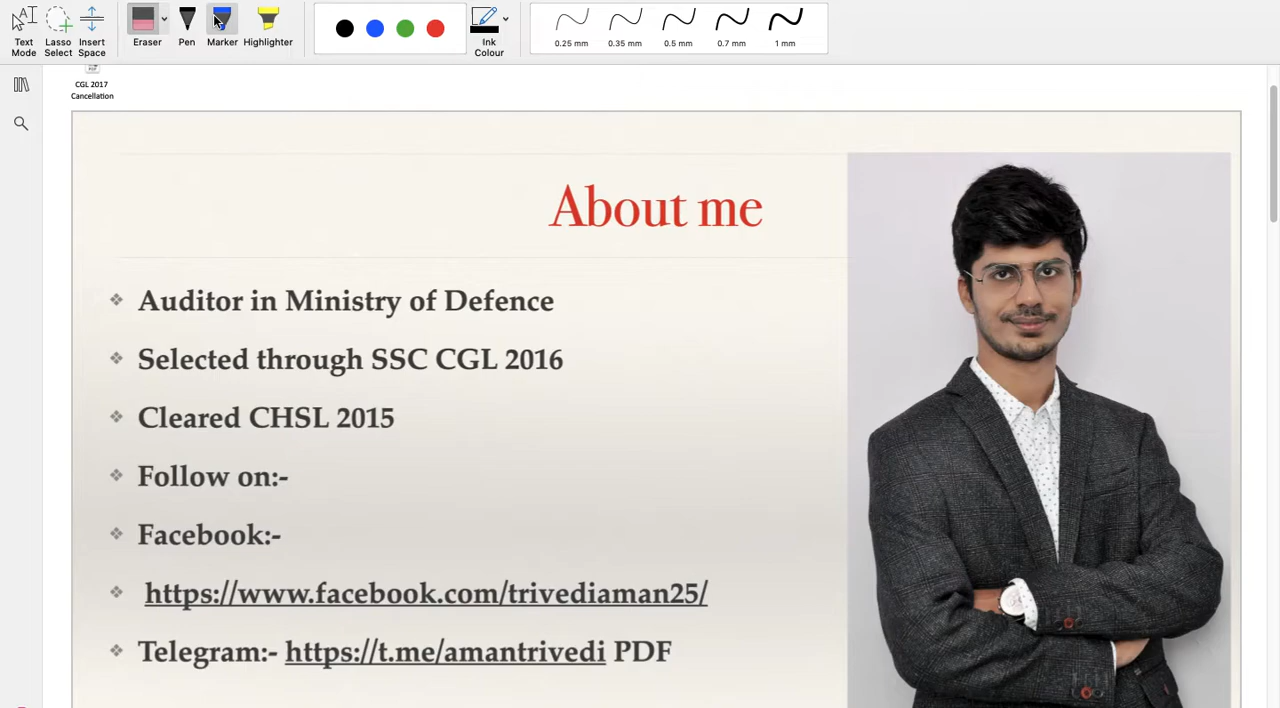 Text Mode
Lasso Select
Insert Space
Eraser
Pen
Marker
Highlighter
Ink Colour
0.25 mm
0.35 mm
0.5 mm
0.7 mm
1 mm
PDF
CGL 2017
Cancellation
About me
Auditor in Ministry of Defence
Selected through SSC CGL 2016
Cleared CHSL 2015
Follow on:-
Facebook:-
https://www.facebook.com/trivediaman25/
Telegram:- https://t.me/amantrivedi PDF